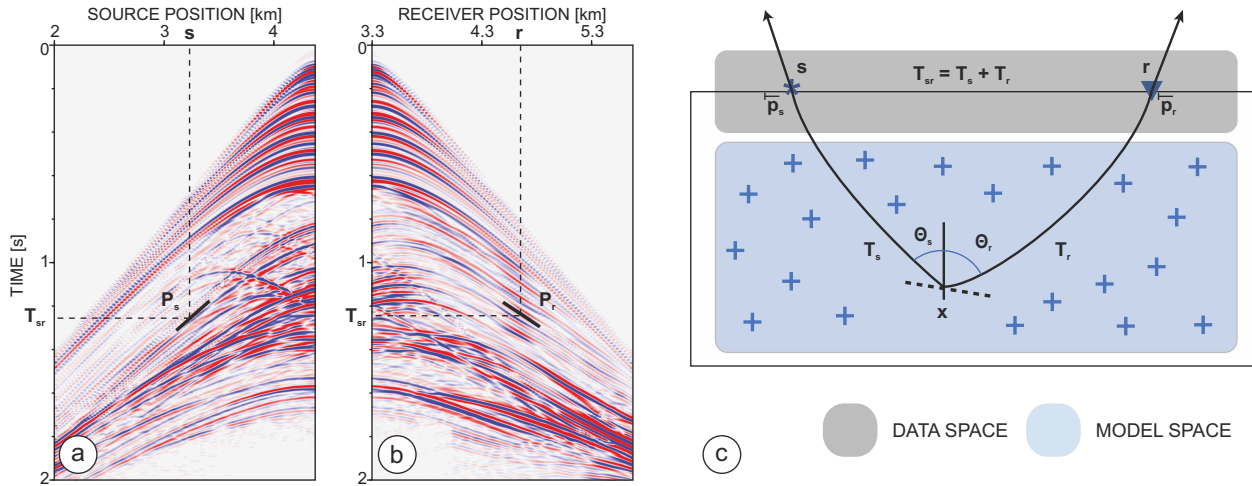 SOURCE POSITION [km]
2 3 s 4
RECEIVER POSITION [km]
3.3 4.3 r 5.3
TIME [s]
0
1
2
T_sr
P_s
a
T_sr
P_r
b
s
r
T_sr = T_s + T_r
p_s
p_r
Θ_s
Θ_r
T_s
T_r
x
c
DATA SPACE
MODEL SPACE